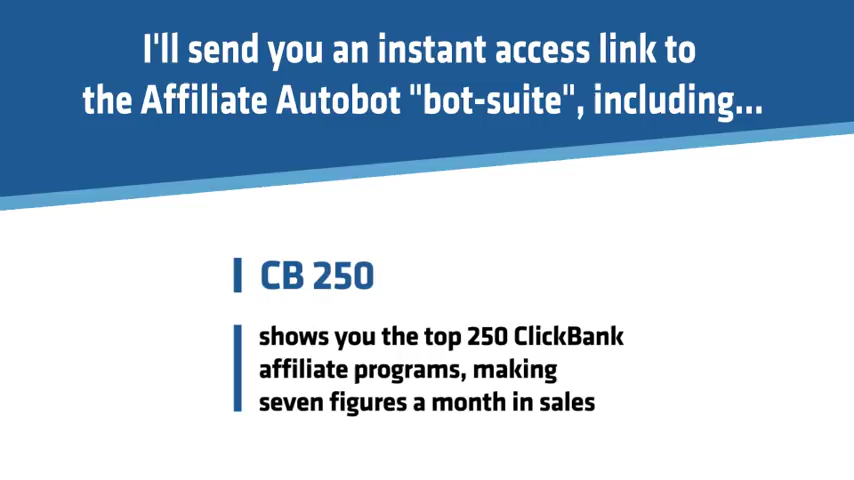 I'll send you an instant access link to
the Affiliate Autobot "bot-suite", including...
CB 250
shows you the top 250 ClickBank
affiliate programs, making
seven figures a month in sales